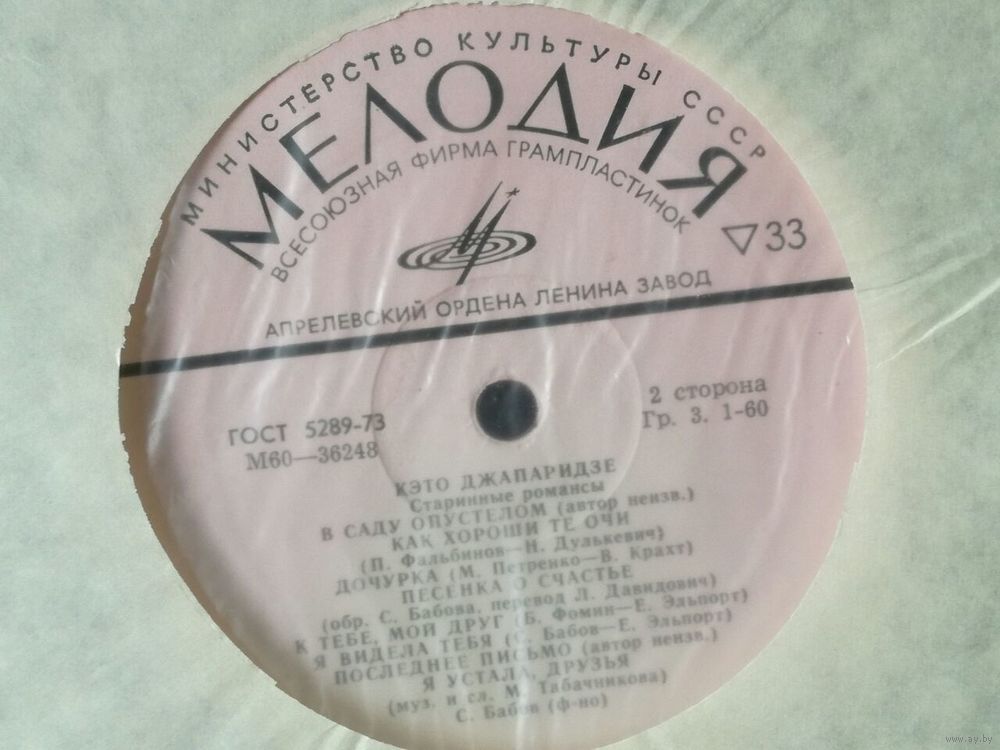 МИНИСТЕРСТВО КУЛЬТУРЫ СССР
МЕЛОДИЯ
ВСЕСОЮЗНАЯ ФИРМА ГРАМПЛАСТИНОК
▽33
АПРЕЛЕВСКИЙ ОРДЕНА ЛЕНИНА ЗАВОД
ГОСТ 5289-73
М60—36248
2 сторона
Гр. 3. 1-60
КЭТО ДЖАПАРИДЗЕ
Старинные романсы
В САДУ ОПУСТЕЛОМ (автор неизв.)
КАК ХОРОШИ ТЕ ОЧИ
(П. Фальбинов—Н. Дулькевич)
ДОЧУРКА (М. Петренко—В. Крахт)
ПЕСЕНКА О СЧАСТЬЕ
(обр. С. Бабова, перевод Л. Давидович)
К ТЕБЕ, МОЙ ДРУГ (Б. Фомин—Е. Эльпорт)
Я ВИДЕЛА ТЕБЯ (С. Бабов—Е. Эльпорт)
ПОСЛЕДНЕЕ ПИСЬМО (автор неизв.)
Я УСТАЛА, ДРУЗЬЯ
(муз. и сл. М. Табачникова)
С. Бабов (ф-но)
www.ay.by